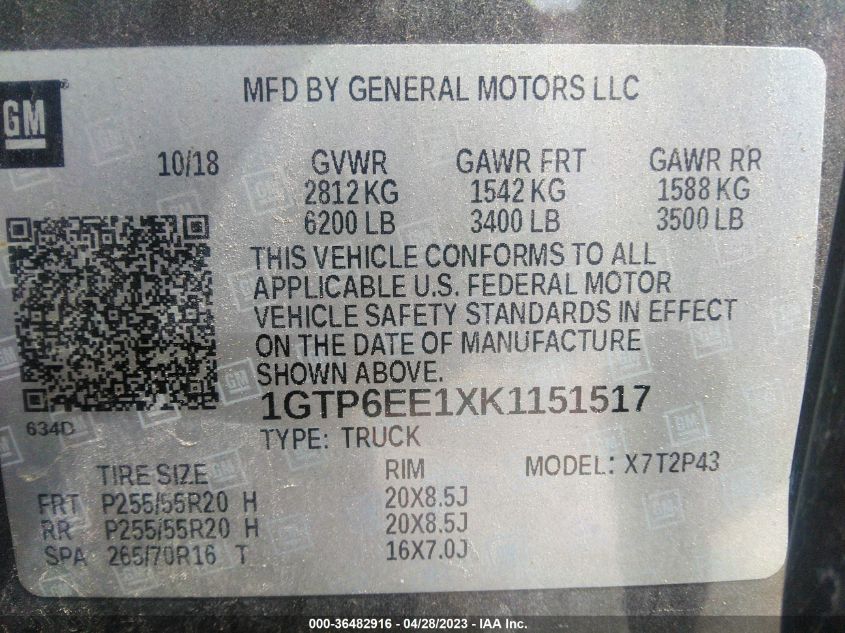 GM
MFD BY GENERAL MOTORS LLC
10/18 GVWR GAWR FRT GAWR RR
2812 KG 1542 KG 1588 KG
6200 LB 3400 LB 3500 LB
THIS VEHICLE CONFORMS TO ALL
APPLICABLE U.S. FEDERAL MOTOR
VEHICLE SAFETY STANDARDS IN EFFECT
ON THE DATE OF MANUFACTURE
SHOWN ABOVE.
1GTP6EE1XK1151517
634D
TYPE: TRUCK
TIRE SIZE RIM MODEL: X7T2P43
FRT P255/55R20 H 20X8.5J
RR P255/55R20 H 20X8.5J
SPA 265/70R16 T 16X7.0J
000-36482916 - 04/28/2023 - IAA Inc.